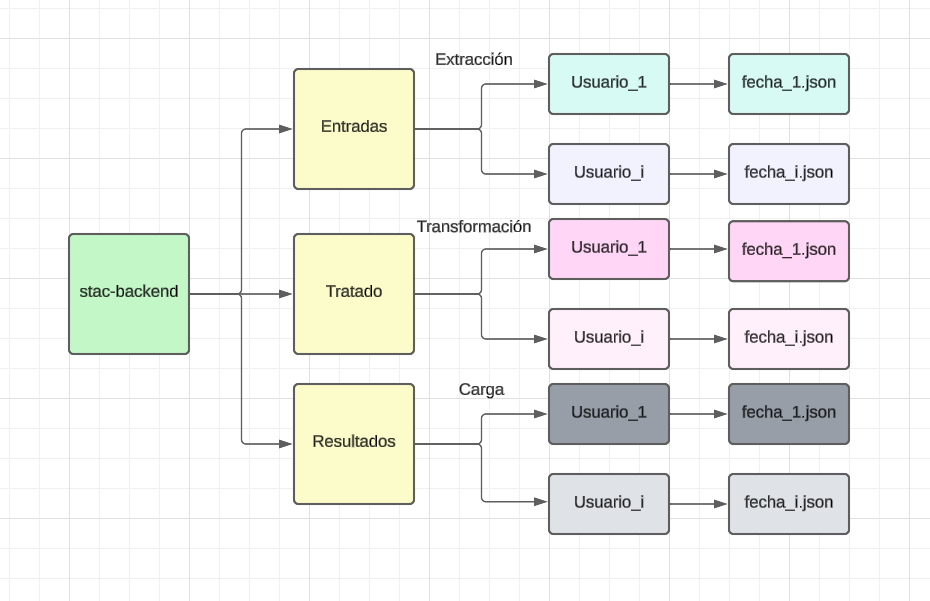 Extracción
Usuario_1
fecha_1.json
Entradas
Usuario_i
fecha_i.json
Transformación
Usuario_1
fecha_1.json
stac-backend
Tratado
Usuario_i
fecha_i.json
Carga
Usuario_1
fecha_1.json
Resultados
Usuario_i
fecha_i.json